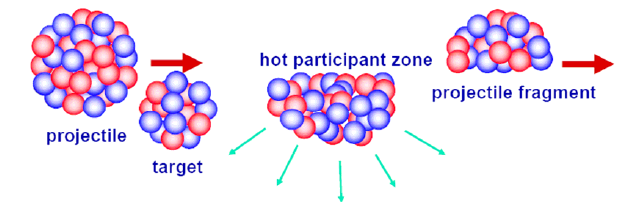 projectile
target
hot participant zone
projectile fragment